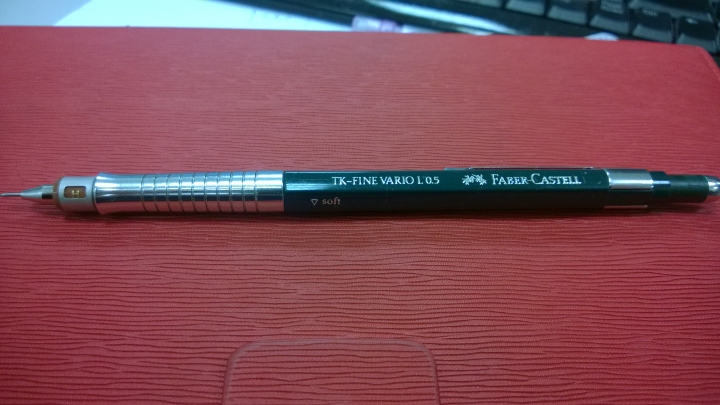 TK-FINE VARIO L 0.5 FABER-CASTELL
▽ soft
H